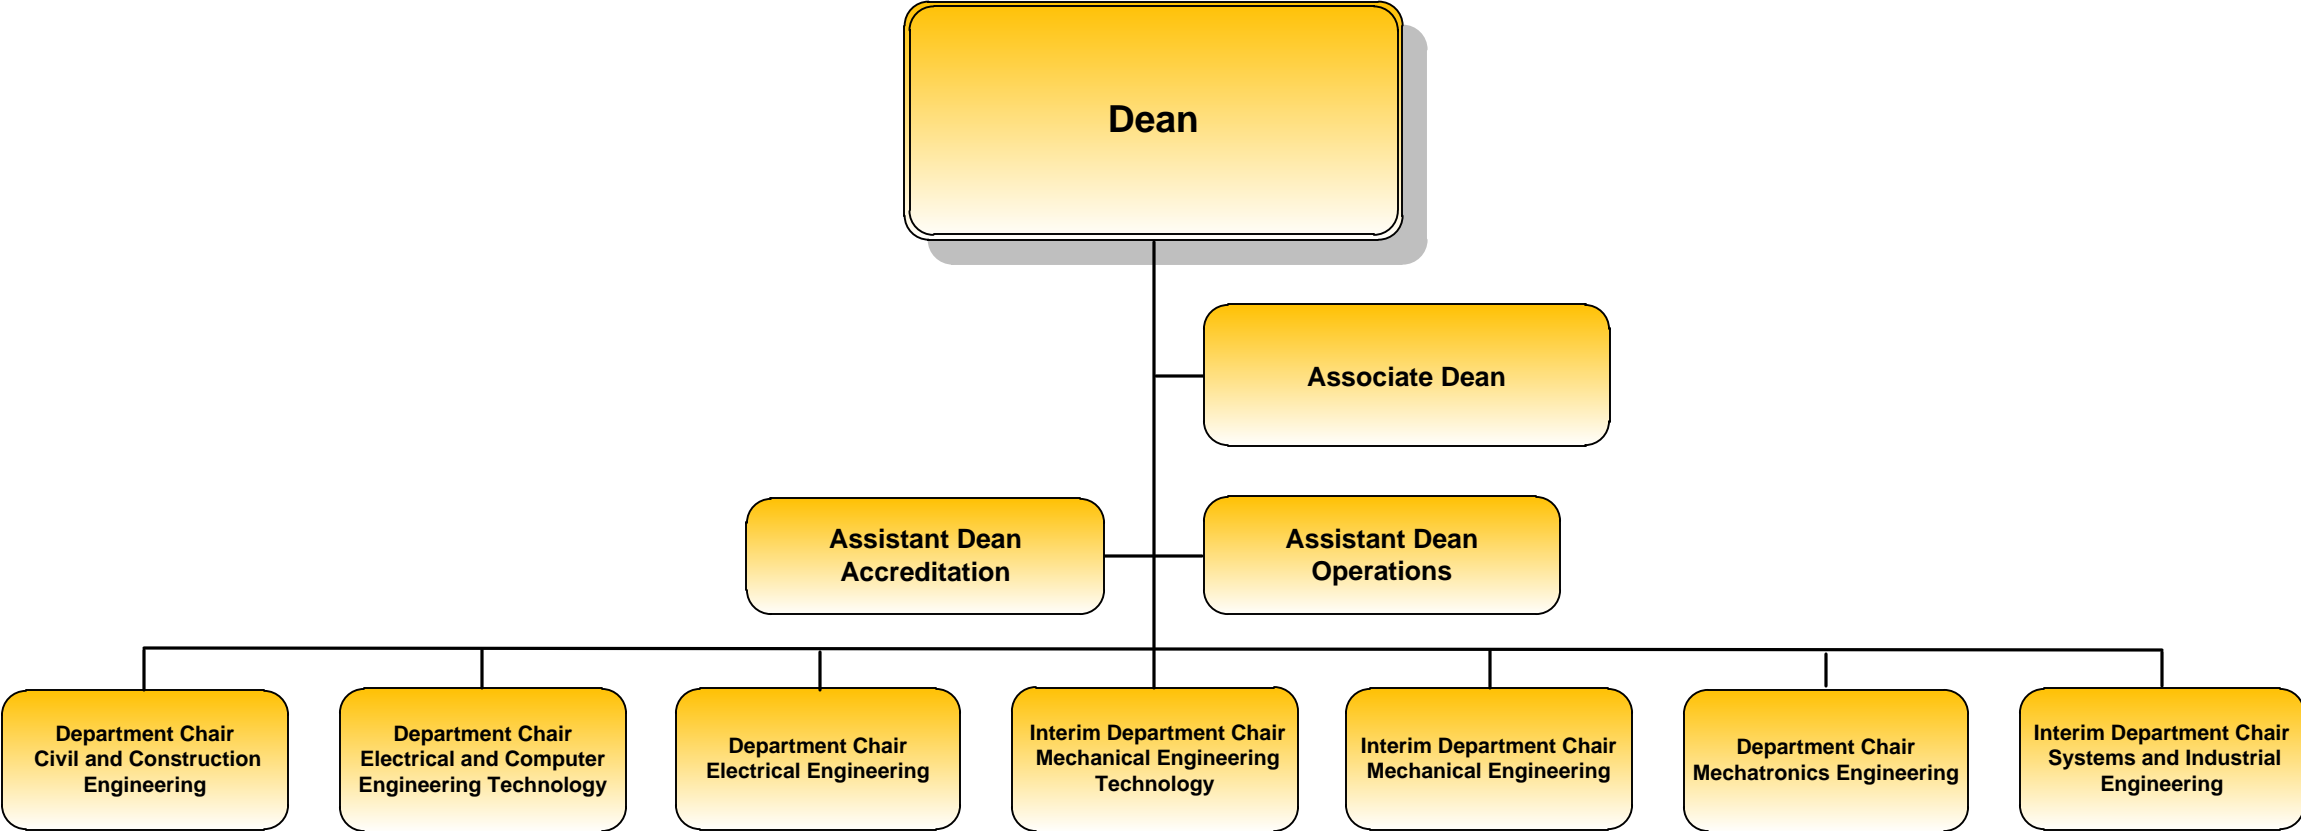 Dean
Associate Dean
Assistant Dean
Accreditation
Assistant Dean
Operations
Department Chair
Civil and Construction
Engineering
Department Chair
Electrical and Computer
Engineering Technology
Department Chair
Electrical Engineering
Interim Department Chair
Mechanical Engineering
Technology
Interim Department Chair
Mechanical Engineering
Department Chair
Mechatronics Engineering
Interim Department Chair
Systems and Industrial
Engineering